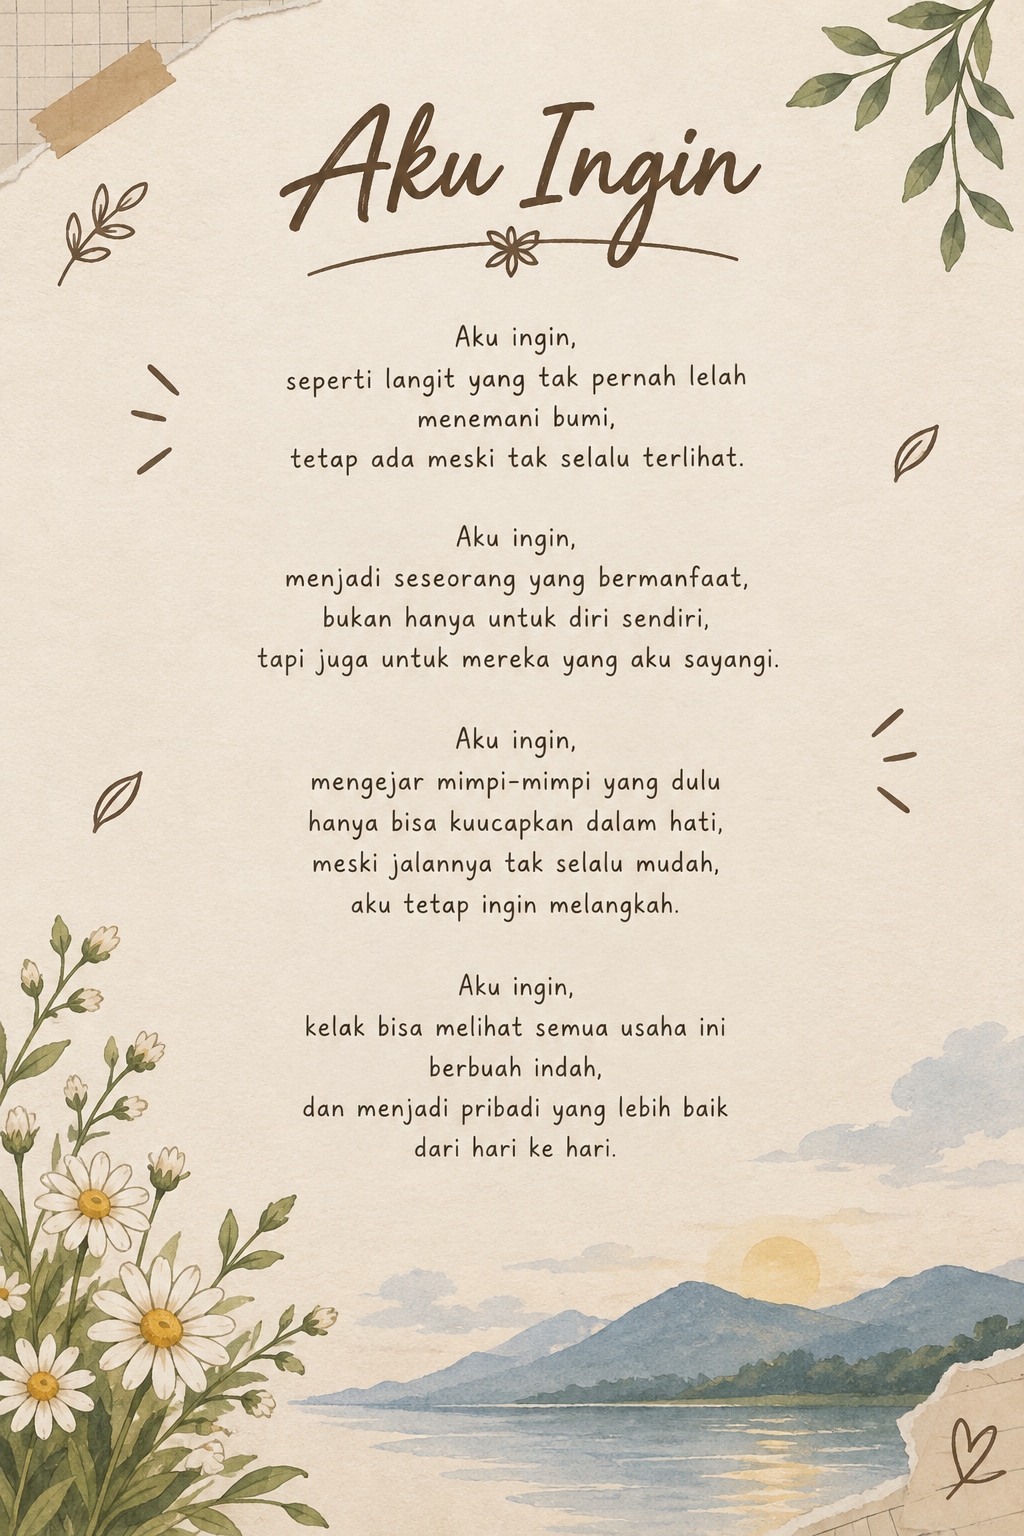 Aku Ingin
Aku ingin,
seperti langit yang tak pernah lelah
menemani bumi,
tetap ada meski tak selalu terlihat.
Aku ingin,
menjadi seseorang yang bermanfaat,
bukan hanya untuk diri sendiri,
tapi juga untuk mereka yang aku sayangi.
Aku ingin,
mengejar mimpi-mimpi yang dulu
hanya bisa kuucapkan dalam hati,
meski jalannya tak selalu mudah,
aku tetap ingin melangkah.
Aku ingin,
kelak bisa melihat semua usaha ini
berbuah indah,
dan menjadi pribadi yang lebih baik
dari hari ke hari.